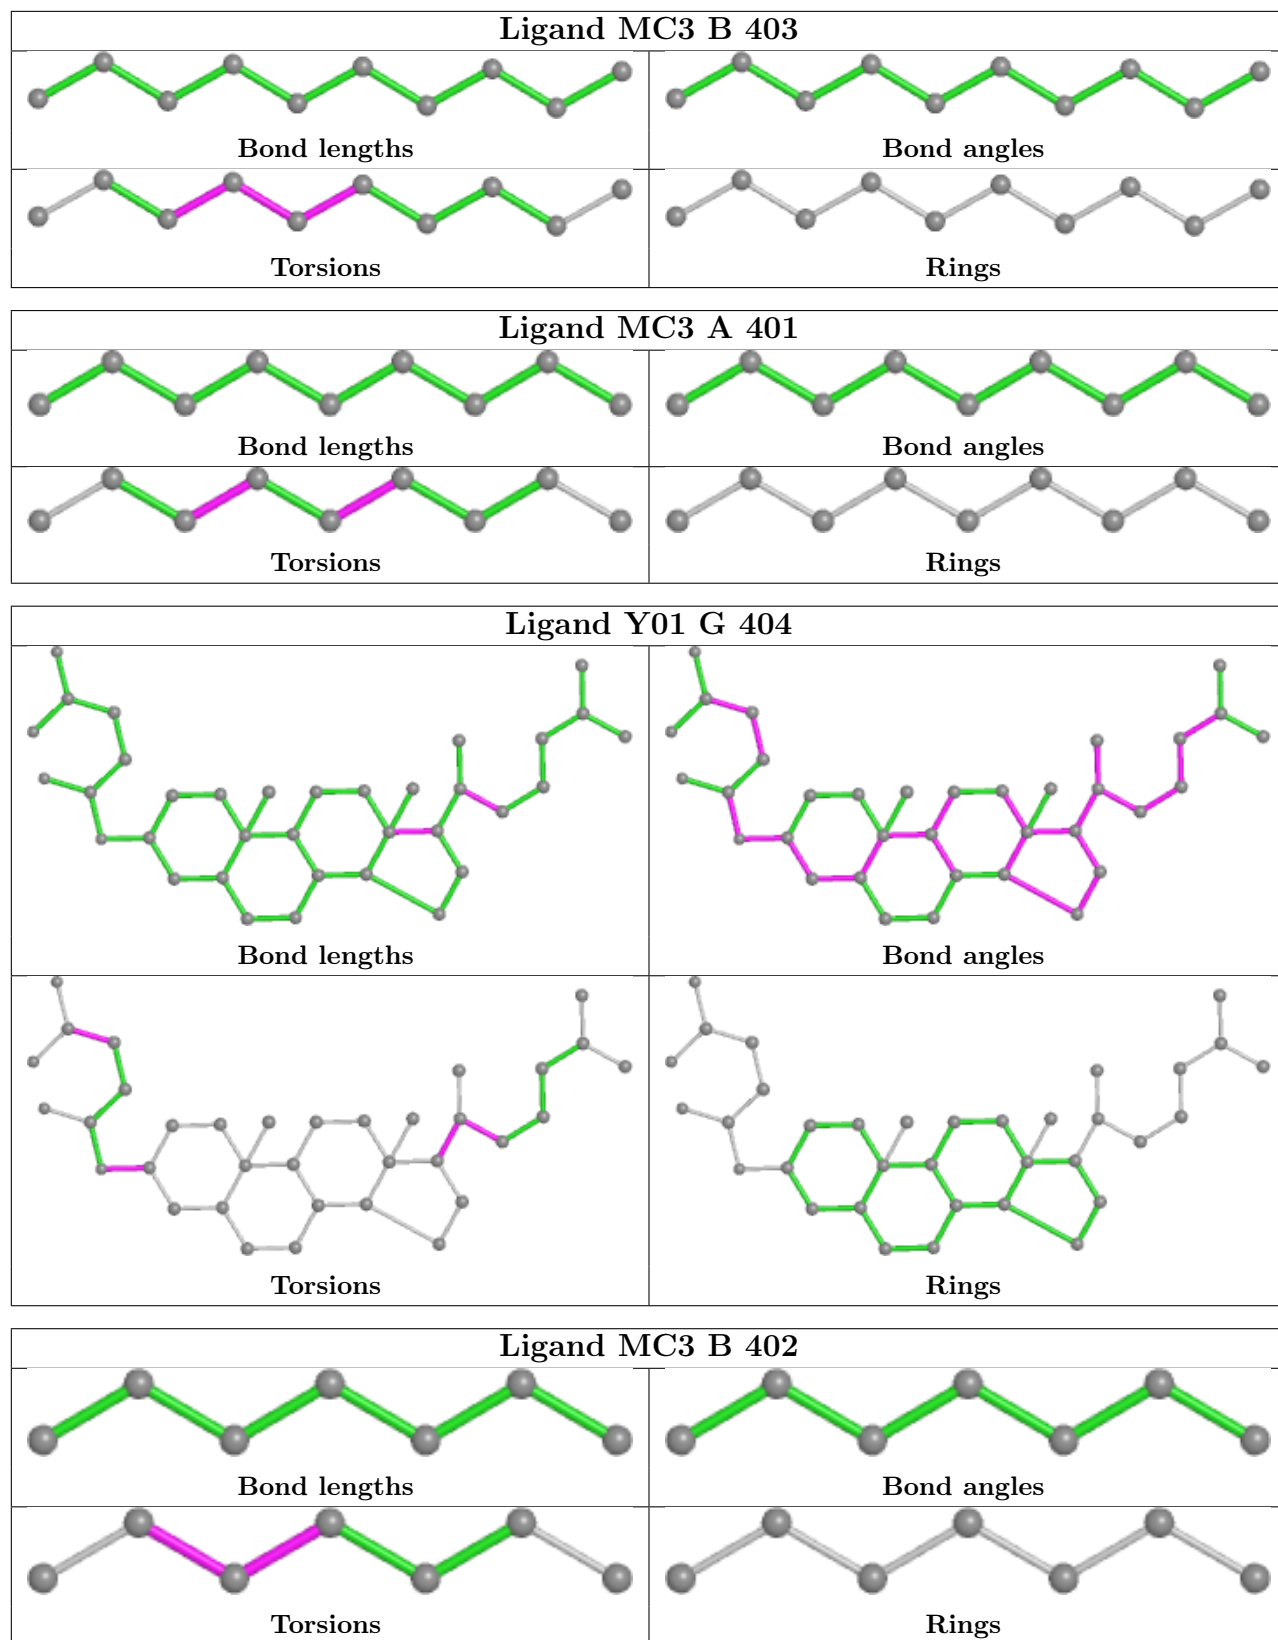 Ligand MC3 B 403
Bond lengths
Bond angles
Torsions
Rings
Ligand MC3 A 401
Bond lengths
Bond angles
Torsions
Rings
Ligand Y01 G 404
Bond lengths
Bond angles
Torsions
Rings
Ligand MC3 B 402
Bond lengths
Bond angles
Torsions
Rings